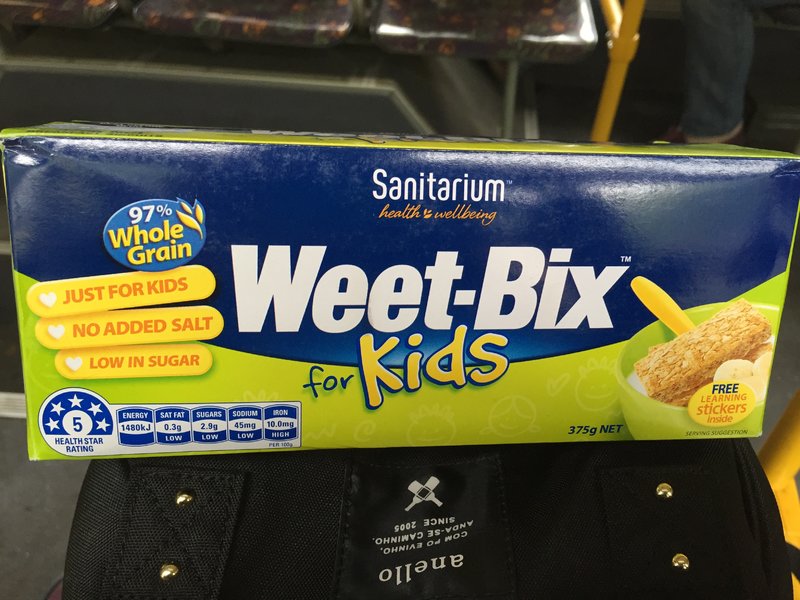 Sanitarium™
health & wellbeing
97%
Whole
Grain
JUST FOR KIDS
NO ADDED SALT
LOW IN SUGAR
Weet-Bix™
for Kids
5
HEALTH STAR
RATING
ENERGY
1480kJ
SAT FAT
0.3g
LOW
SUGARS
2.9g
LOW
SODIUM
45mg
LOW
IRON
10.0mg
HIGH
PER 100g
375g NET
FREE
LEARNING
stickers
inside
SERVING SUGGESTION
anello
COM PO EVINHO,
ANDA-SE CAMINHO.
SINCE 2005